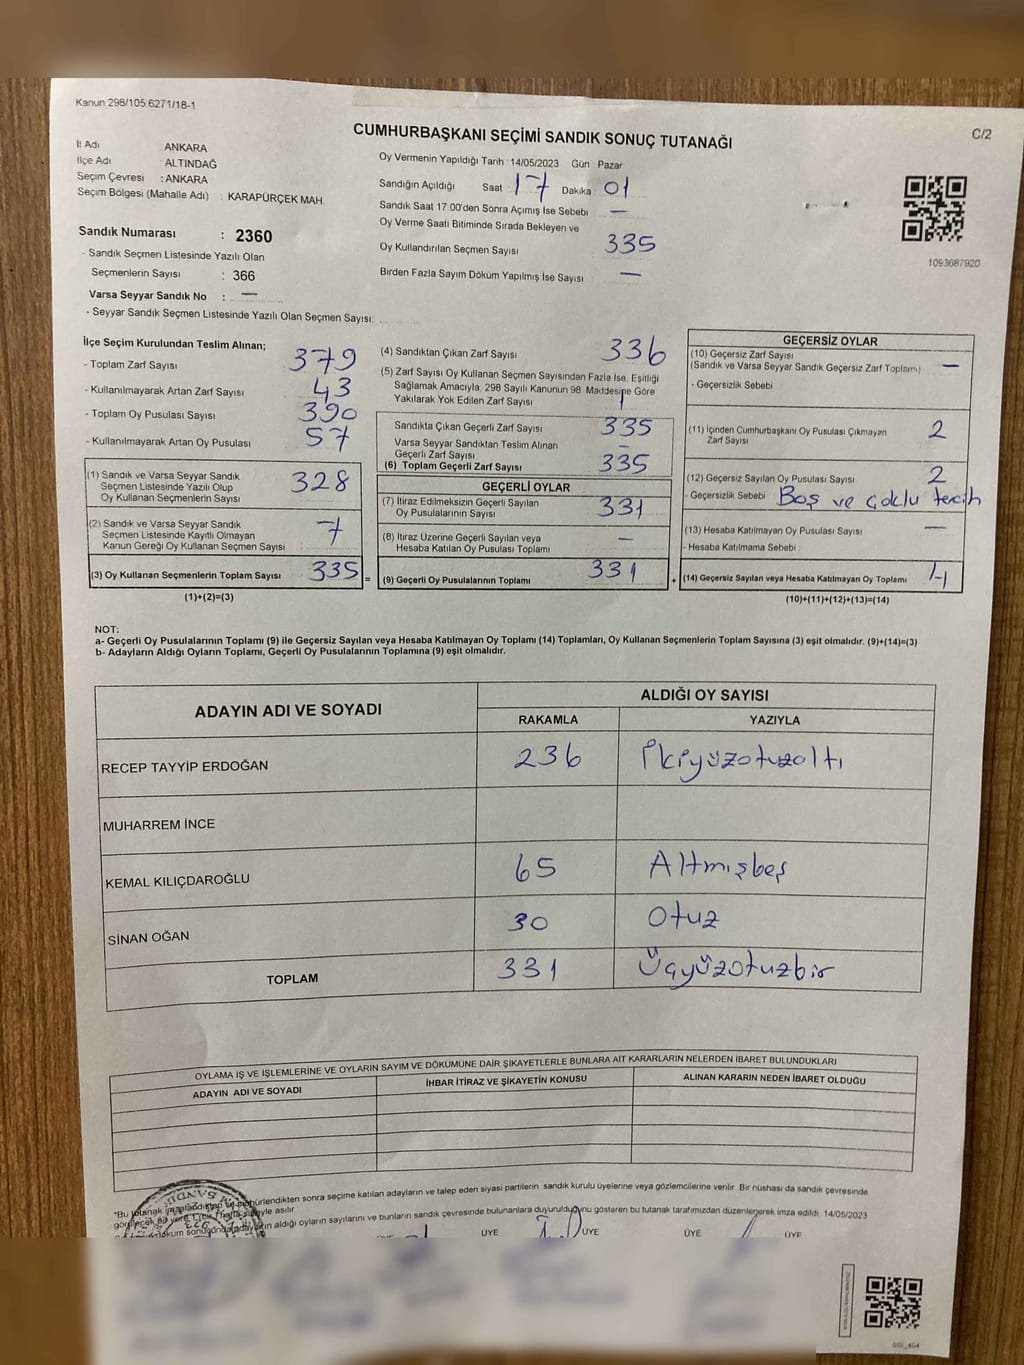 Kanun 298/105 6271/18-1
CUMHURBAŞKANI SEÇİMİ SANDIK SONUÇ TUTANAĞI
C/2
İl Adı ANKARA
İlçe Adı : ALTINDAĞ
Seçim Çevresi : ANKARA
Seçim Bölgesi (Mahalle Adı) : KARAPÜRÇEK MAH.
Sandık Numarası : 2360
- Sandık Seçmen Listesinde Yazılı Olan
Seçmenlerin Sayısı : 366
Varsa Seyyar Sandık No : —
- Seyyar Sandık Seçmen Listesinde Yazılı Olan Seçmen Sayısı:
Oy Vermenin Yapıldığı Tarih : 14/05/2023 Gün : Pazar
Sandığın Açıldığı Saat : 17 Dakika : 01
Sandık Saat 17.00'den Sonra Açımış İse Sebebi —
Oy Verme Saati Bitiminde Sırada Bekleyen ve
Oy Kullandırılan Seçmen Sayısı 335
Birden Fazla Sayım Döküm Yapılmış İse Sayısı —
1093687920
İlçe Seçim Kurulundan Teslim Alınan;
- Toplam Zarf Sayısı 379
- Kullanılmayarak Artan Zarf Sayısı 43
- Toplam Oy Pusulası Sayısı 390
- Kullanılmayarak Artan Oy Pusulası 57
(1) Sandık ve Varsa Seyyar Sandık
Seçmen Listesinde Yazılı Olup
Oy Kullanan Seçmenlerin Sayısı 328
(2) Sandık ve Varsa Seyyar Sandık
Seçmen Listesinde Kayıtlı Olmayan
Kanun Gereği Oy Kullanan Seçmen Sayısı 7
(3) Oy Kullanan Seçmenlerin Toplam Sayısı 335 =
(1)+(2)=(3)
(4) Sandıktan Çıkan Zarf Sayısı 336
(5) Zarf Sayısı Oy Kullanan Seçmen Sayısından Fazla İse, Eşitliği
Sağlamak Amacıyla, 298 Sayılı Kanunun 98. Maddesine Göre
Yakılarak Yok Edilen Zarf Sayısı 1
Sandıkta Çıkan Geçerli Zarf Sayısı 335
Varsa Seyyar Sandıktan Teslim Alınan
Geçerli Zarf Sayısı –
(6) Toplam Geçerli Zarf Sayısı 335
GEÇERLİ OYLAR
(7) İtiraz Edilmeksizin Geçerli Sayılan
Oy Pusulalarının Sayısı 331
(8) İtiraz Üzerine Geçerli Sayılan veya
Hesaba Katılan Oy Pusulası Toplamı —
(9) Geçerli Oy Pusulalarının Toplamı 331 +
GEÇERSİZ OYLAR
(10) Geçersiz Zarf Sayısı
(Sandık ve Varsa Seyyar Sandık Geçersiz Zarf Toplamı) —
- Geçersizlik Sebebi
(11) İçinden Cumhurbaşkanı Oy Pusulası Çıkmayan
Zarf Sayısı 2
(12) Geçersiz Sayılan Oy Pusulası Sayısı 2
- Geçersizlik Sebebi Boş ve çoklu tercih
(13) Hesaba Katılmayan Oy Pusulası Sayısı —
- Hesaba Katılmama Sebebi
(14) Geçersiz Sayılan veya Hesaba Katılmayan Oy Toplamı 4
(10)+(11)+(12)+(13)=(14)
NOT:
a- Geçerli Oy Pusulalarının Toplamı (9) ile Geçersiz Sayılan veya Hesaba Katılmayan Oy Toplamı (14) Toplamları, Oy Kullanan Seçmenlerin Toplam Sayısına (3) eşit olmalıdır. (9)+(14)=(3)
b- Adayların Aldığı Oyların Toplamı, Geçerli Oy Pusulalarının Toplamına (9) eşit olmalıdır.
ADAYIN ADI VE SOYADI
ALDIĞI OY SAYISI
RAKAMLA YAZIYLA
RECEP TAYYİP ERDOĞAN 236 İkiyüzotuzaltı
MUHARREM İNCE
KEMAL KILIÇDAROĞLU 65 Altmışbeş
SİNAN OĞAN 30 Otuz
TOPLAM 331 Üçyüzotuzbir
OYLAMA İŞ VE İŞLEMLERİNE VE OYLARIN SAYIM VE DÖKÜMÜNE DAİR ŞİKAYETLERLE BUNLARA AİT KARARLARIN NELERDEN İBARET BULUNDUKLARI
ADAYIN ADI VE SOYADI İHBAR İTİRAZ VE ŞİKAYETİN KONUSU ALINAN KARARIN NEDEN İBARET OLDUĞU
*Bu tutanak sonra seçime katılan adayların ve talep eden siyasi partilerin sandık kurulu üyelerine veya gözlemcilerine verilir. Bir nüshası da sandık çevresinde
asılır
aldığı oyların sayılarını ve bunların sandık çevresinde bulunanlara duyurulduğunu gösteren bu tutanak tarafımızdan düzenlenerek imza edildi. 14/05/2023
ÜYE ÜYE ÜYE ÜYE